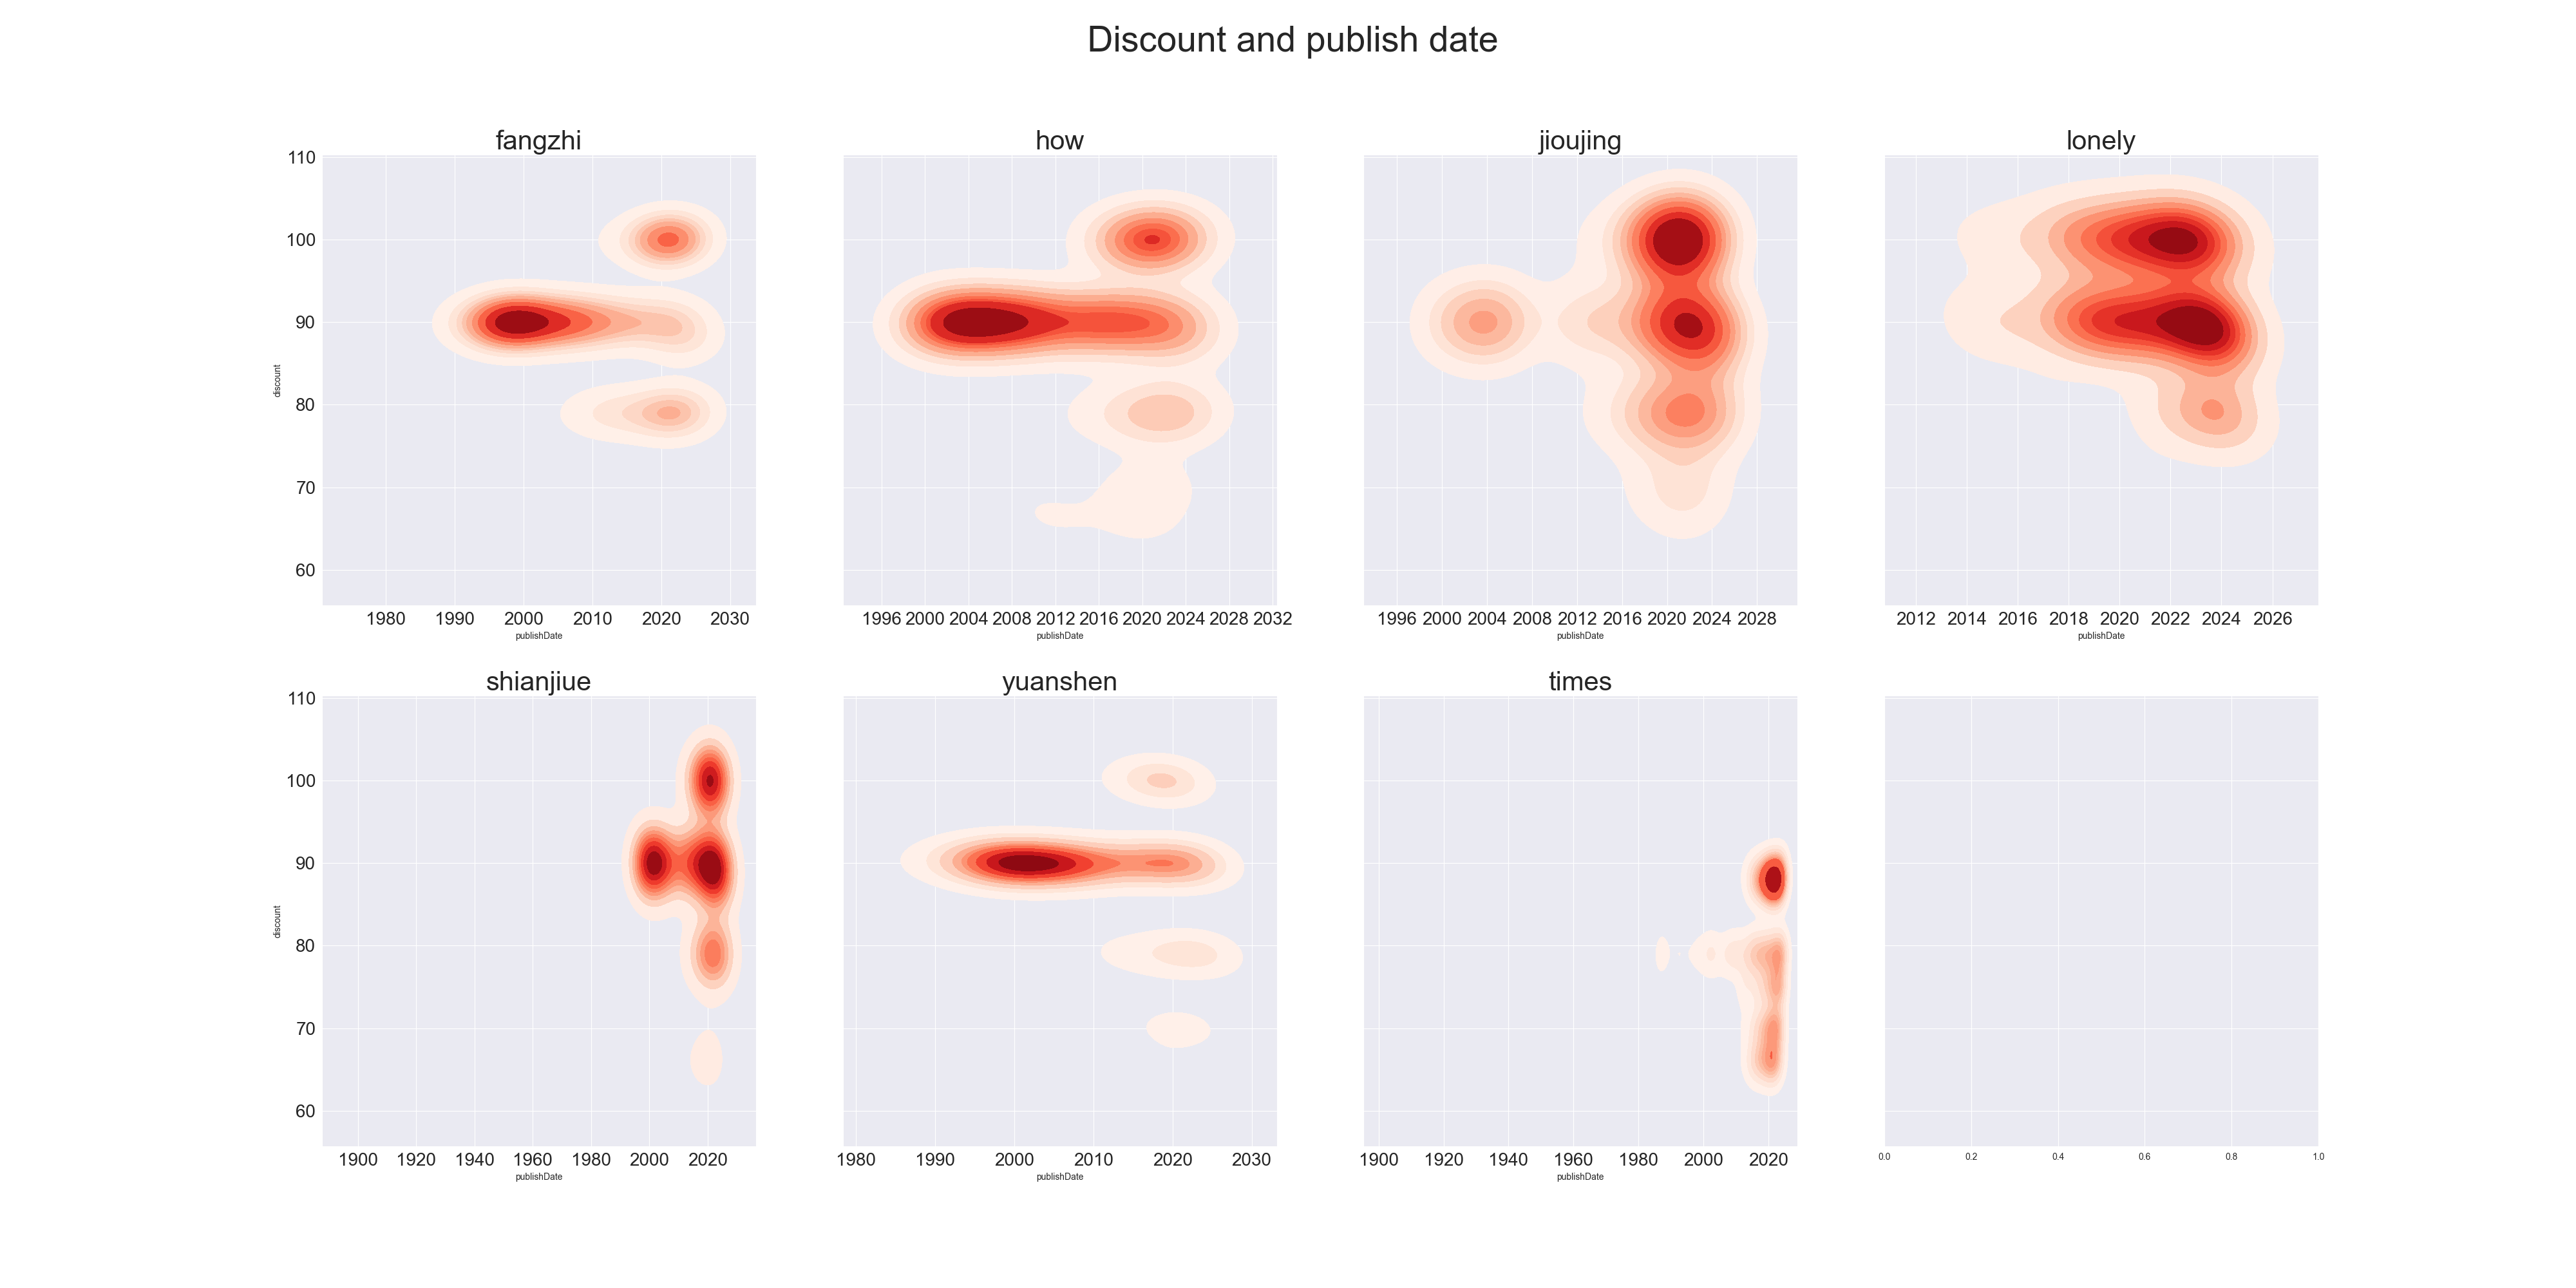 Discount and publish date
fangzhi how jioujing lonely
110
100
90
80
70
60
discount
1980 1990 2000 2010 2020 2030
publishDate
1996 2000 2004 2008 2012 2016 2020 2024 2028 2032
publishDate
1996 2000 2004 2008 2012 2016 2020 2024 2028
publishDate
2012 2014 2016 2018 2020 2022 2024 2026
publishDate
shianjiue yuanshen times
110
100
90
80
70
60
discount
1900 1920 1940 1960 1980 2000 2020
publishDate
1980 1990 2000 2010 2020 2030
publishDate
1900 1920 1940 1960 1980 2000 2020
publishDate
0.0 0.2 0.4 0.6 0.8 1.0